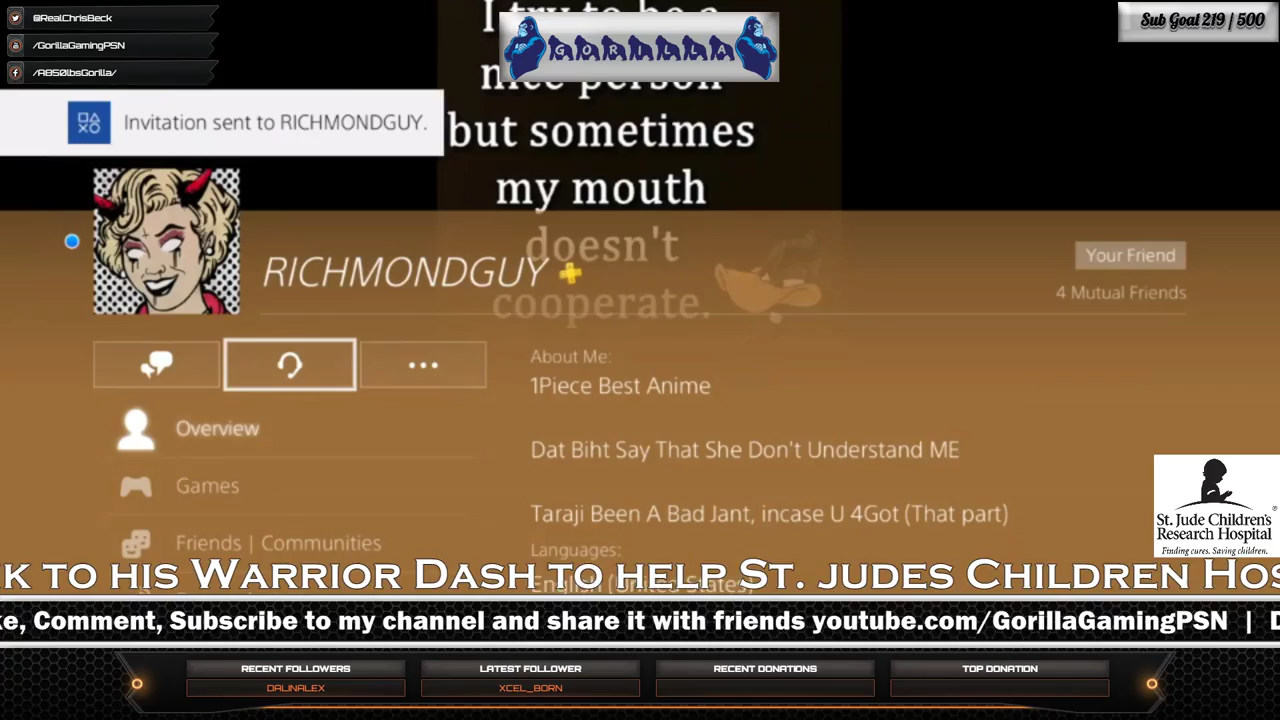 @RealChrisBeck
/GorillaGamingPSN
/A850lbsGorilla/
I try to be a
nice person
but sometimes
my mouth
doesn't
cooperate.
GORILLA
Sub Goal 219 / 500
Invitation sent to RICHMONDGUY.
RICHMONDGUY
Your Friend
4 Mutual Friends
About Me:
1Piece Best Anime
Dat Biht Say That She Don't Understand ME
Taraji Been A Bad Jant, incase U 4Got (That part)
Languages:
English (United States)
Overview
Games
Friends | Communities
St. Jude Children's
Research Hospital
Finding cures. Saving children.
K TO HIS WARRIOR DASH TO HELP ST. JUDES CHILDREN HOS
ke, Comment, Subscribe to my channel and share it with friends youtube.com/GorillaGamingPSN | D
RECENT FOLLOWERS
DALINALEX
LATEST FOLLOWER
XCEL_BORN
RECENT DONATIONS
TOP DONATION